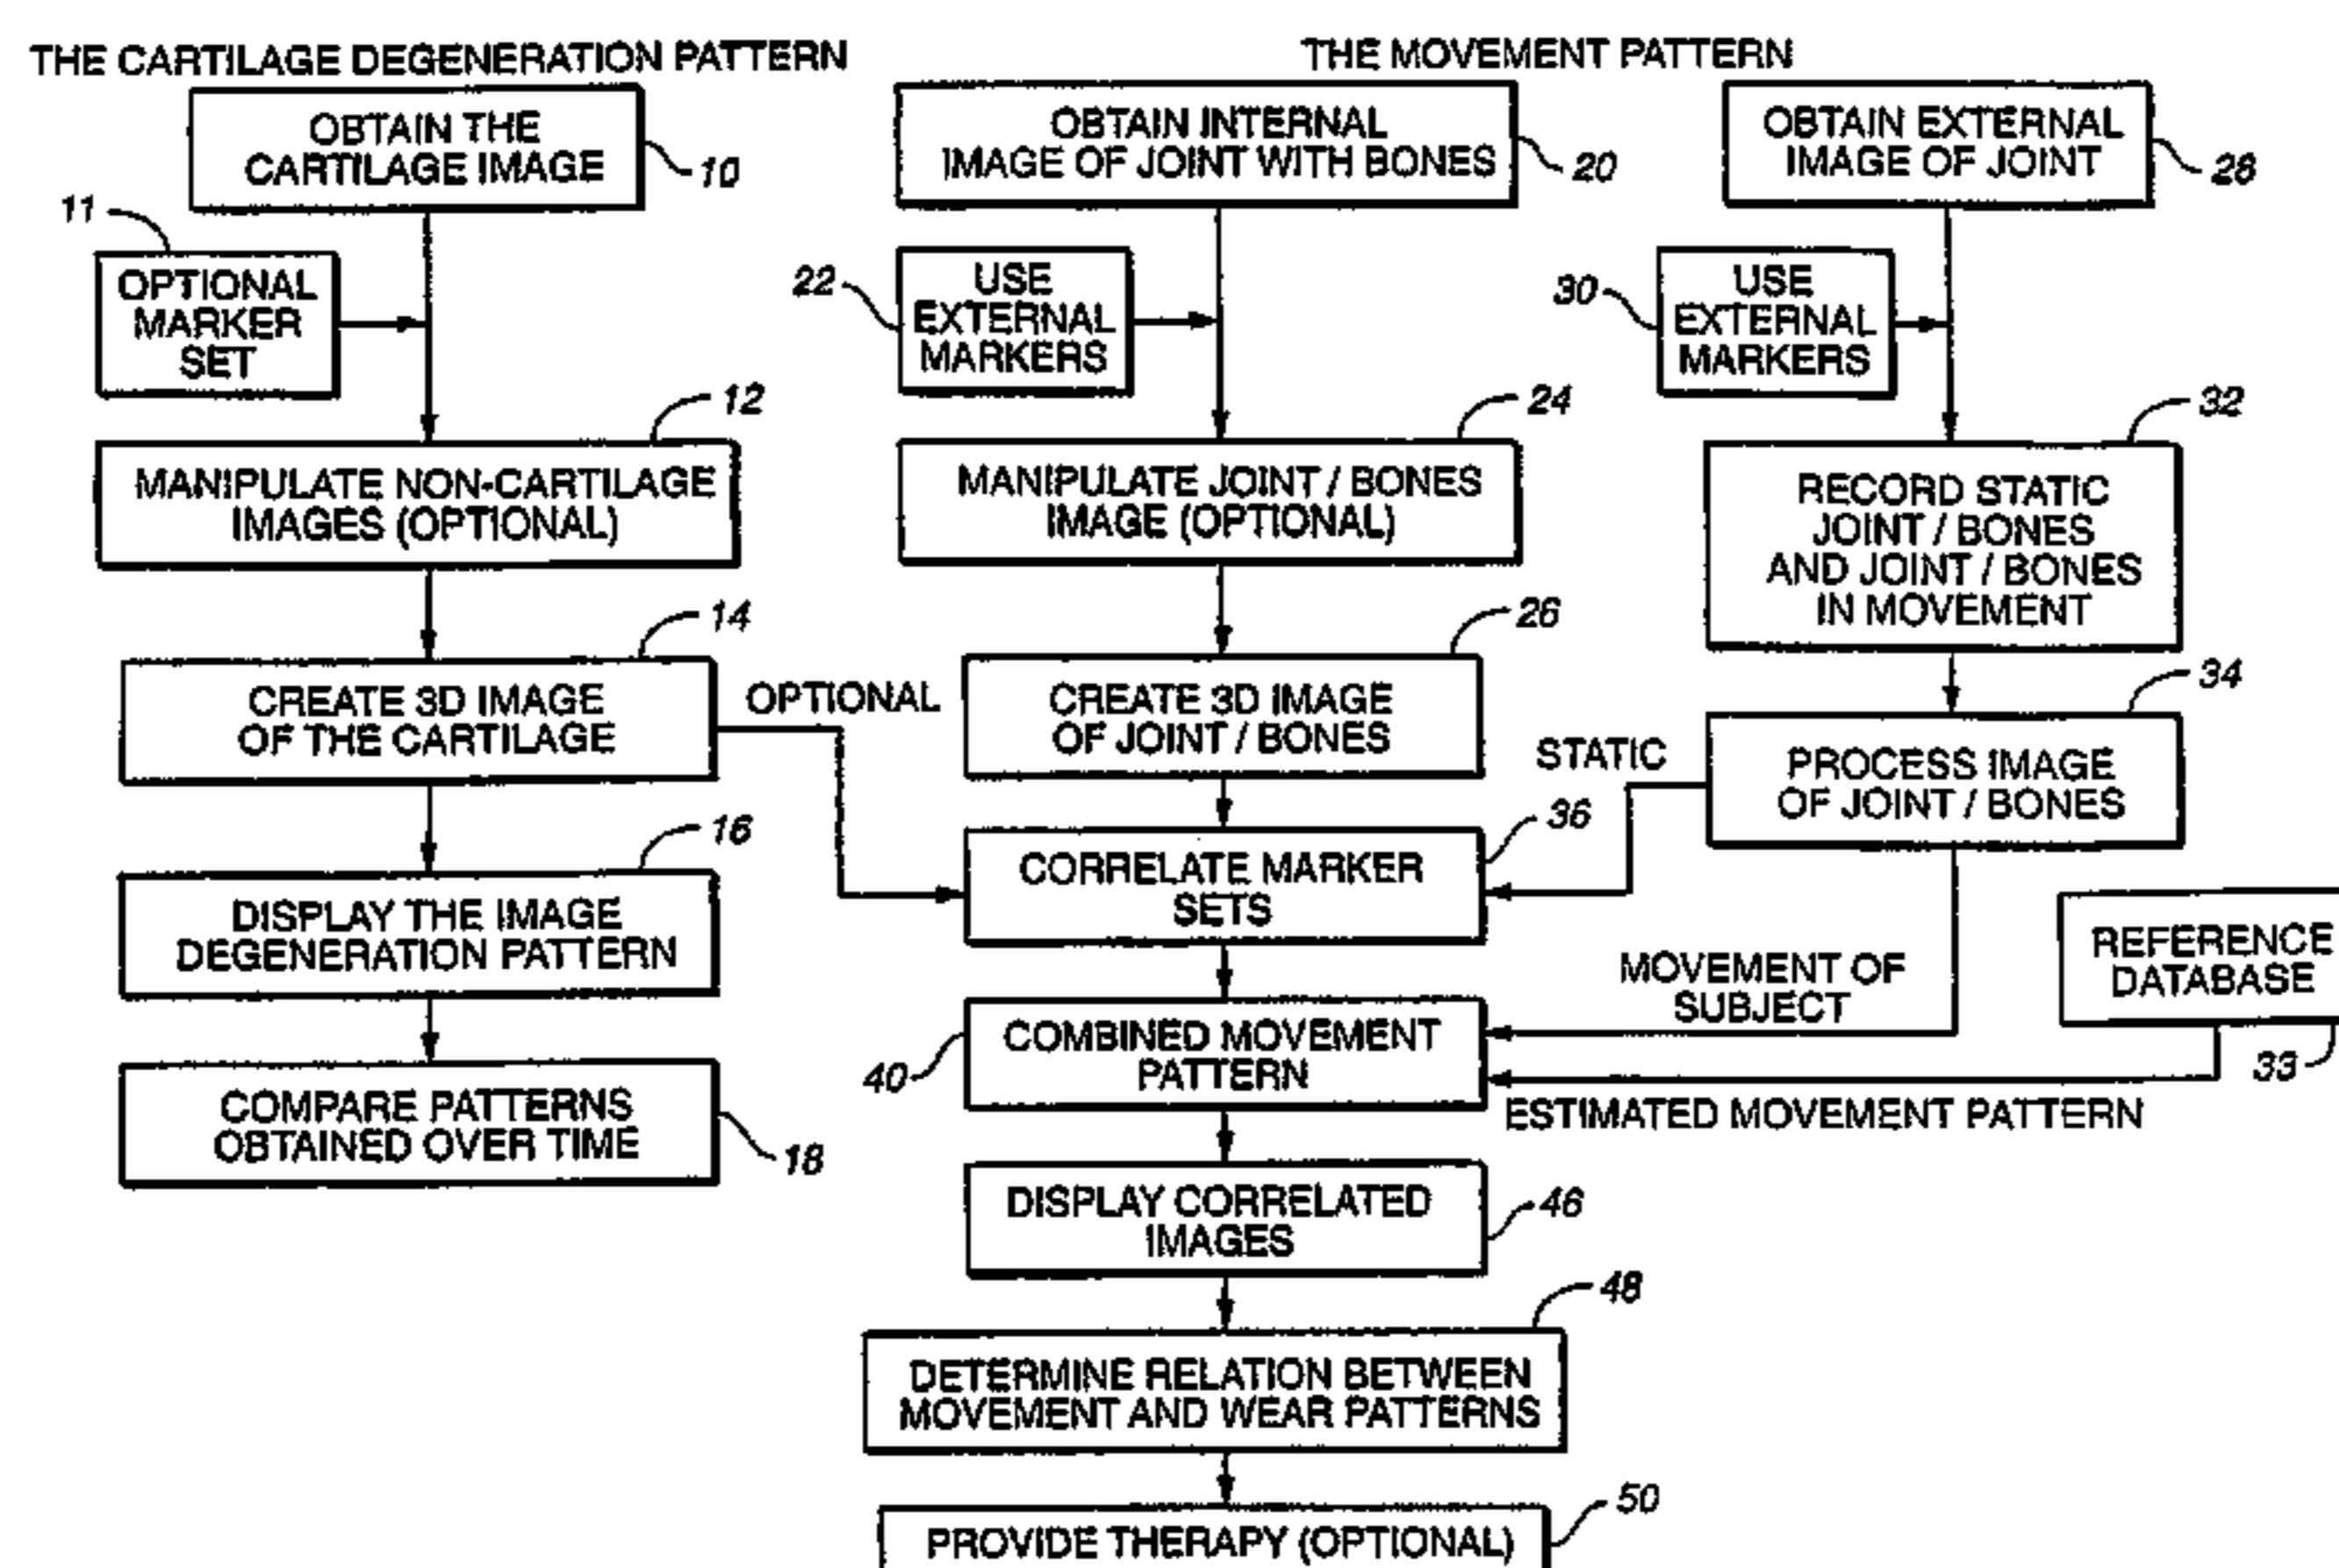 THE CARTILAGE DEGENERATION PATTERN
OBTAIN THE
CARTILAGE IMAGE
10
11
OPTIONAL
MARKER
SET
12
MANIPULATE NON-CARTILAGE
IMAGES (OPTIONAL)
14
CREATE 3D IMAGE
OF THE CARTILAGE
OPTIONAL
16
DISPLAY THE IMAGE
DEGENERATION PATTERN
COMPARE PATTERNS
OBTAINED OVER TIME
18
THE MOVEMENT PATTERN
OBTAIN INTERNAL
IMAGE OF JOINT WITH BONES
20
22
USE
EXTERNAL
MARKERS
24
MANIPULATE JOINT / BONES
IMAGE (OPTIONAL)
26
CREATE 3D IMAGE
OF JOINT / BONES
36
CORRELATE MARKER
SETS
40
COMBINED MOVEMENT
PATTERN
DISPLAY CORRELATED
IMAGES
46
48
DETERMINE RELATION BETWEEN
MOVEMENT AND WEAR PATTERNS
50
PROVIDE THERAPY (OPTIONAL)
OBTAIN EXTERNAL
IMAGE OF JOINT
28
30
USE
EXTERNAL
MARKERS
32
RECORD STATIC
JOINT / BONES
AND JOINT / BONES
IN MOVEMENT
34
PROCESS IMAGE
OF JOINT / BONES
STATIC
MOVEMENT OF
SUBJECT
REFERENCE
DATABASE
33
ESTIMATED MOVEMENT PATTERN